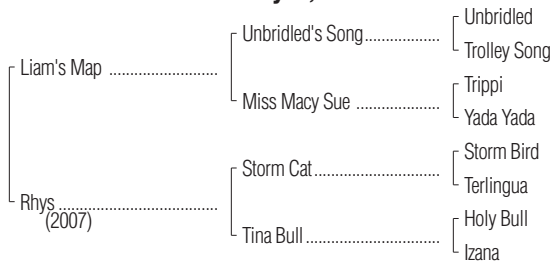 Unbridled
Unbridled's Song
Trolley Song
Liam's Map
Trippi
Miss Macy Sue
Yada Yada
Storm Bird
Storm Cat
Terlingua
Rhys
(2007)
Holy Bull
Tina Bull
Izana